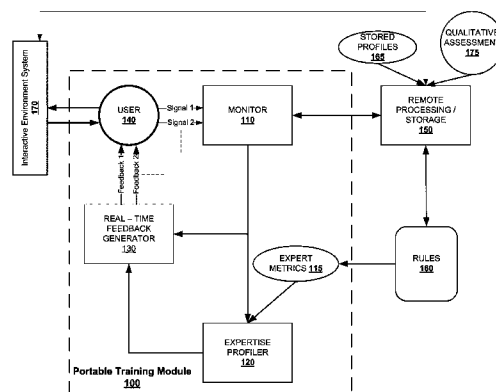 QUALITATIVE
ASSESSMENT
175
STORED
PROFILES
165
Interactive Environment System
170
USER
140
Signal 1
Signal 2
MONITOR
110
REMOTE
PROCESSING /
STORAGE
150
Feedback 1
Feedback 2
REAL – TIME
FEEDBACK
GENERATOR
130
EXPERT
METRICS 115
RULES
160
EXPERTISE
PROFILER
120
Portable Training Module
100